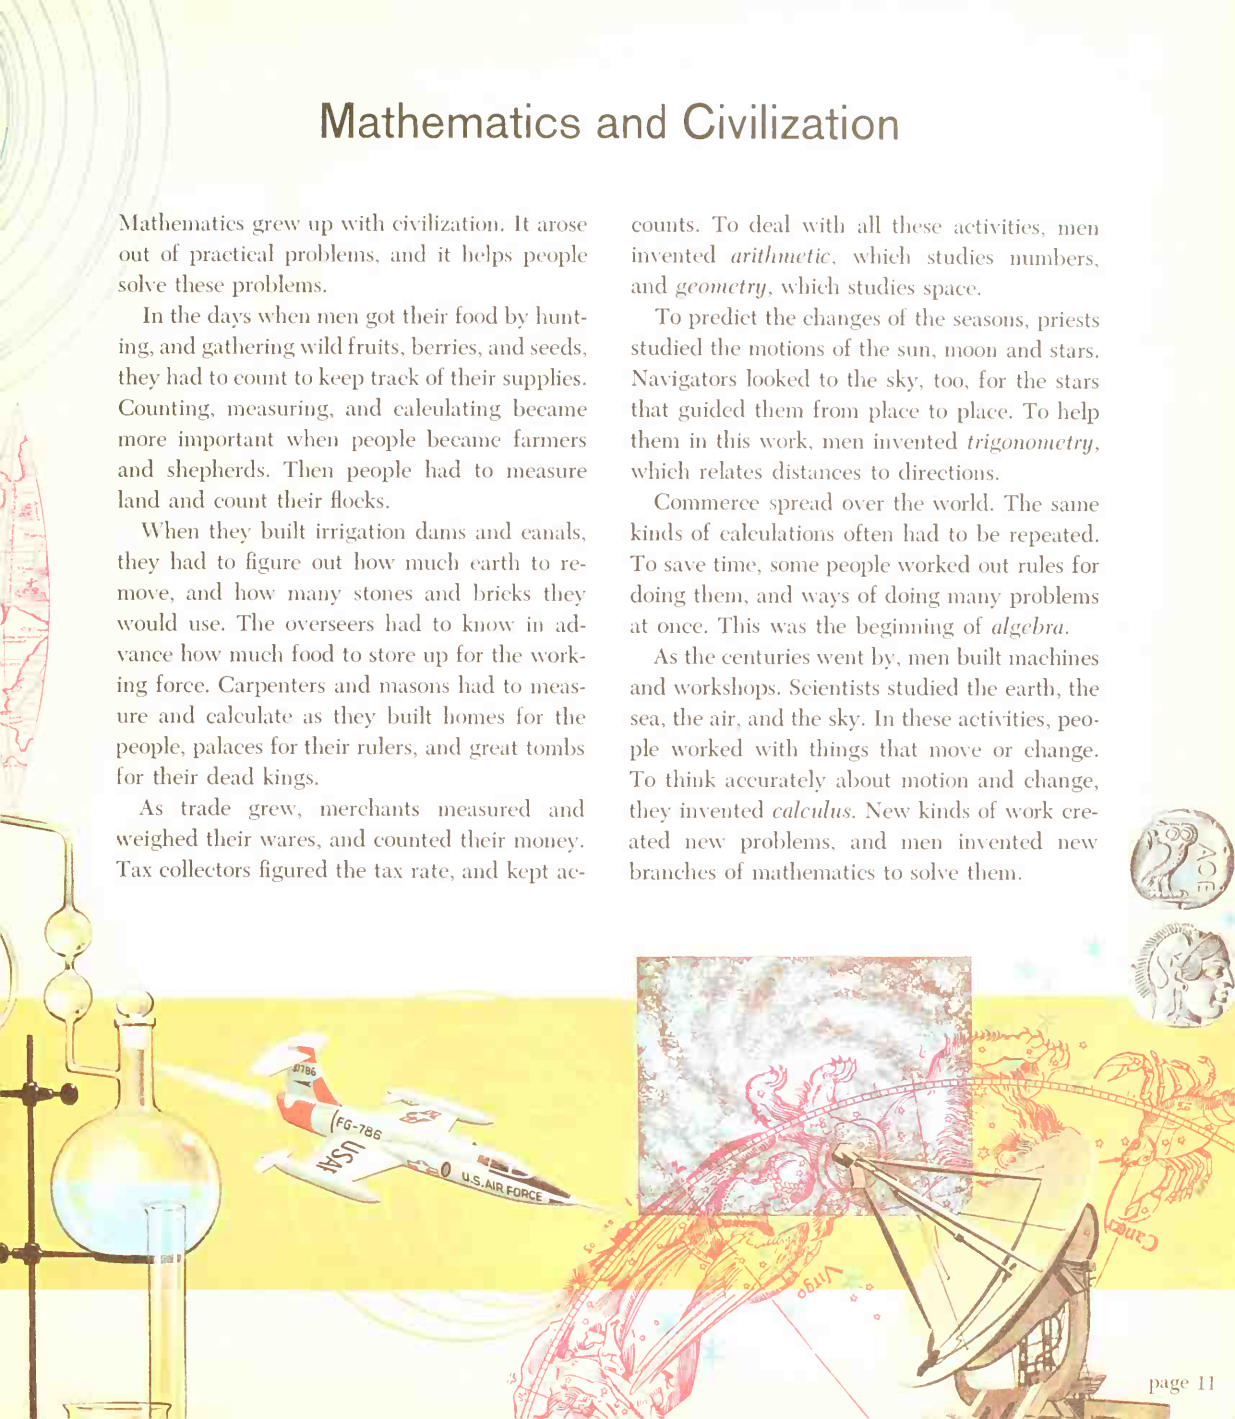 Mathematics and Civilization
Mathematics grew up with civilization. It arose
out of practical problems, and it helps people
solve these problems.
In the days when men got their food by hunt-
ing, and gathering wild fruits, berries, and seeds,
they had to count to keep track of their supplies.
Counting, measuring, and calculating became
more important when people became farmers
and shepherds. Then people had to measure
land and count their flocks.
When they built irrigation dams and canals,
they had to figure out how much earth to re-
move, and how many stones and bricks they
would use. The overseers had to know in ad-
vance how much food to store up for the work-
ing force. Carpenters and masons had to meas-
ure and calculate as they built homes for the
people, palaces for their rulers, and great tombs
for their dead kings.
As trade grew, merchants measured and
weighed their wares, and counted their money.
Tax collectors figured the tax rate, and kept ac-
counts. To deal with all these activities, men
invented arithmetic, which studies numbers,
and geometry, which studies space.
To predict the changes of the seasons, priests
studied the motions of the sun, moon and stars.
Navigators looked to the sky, too, for the stars
that guided them from place to place. To help
them in this work, men invented trigonometry,
which relates distances to directions.
Commerce spread over the world. The same
kinds of calculations often had to be repeated.
To save time, some people worked out rules for
doing them, and ways of doing many problems
at once. This was the beginning of algebra.
As the centuries went by, men built machines
and workshops. Scientists studied the earth, the
sea, the air, and the sky. In these activities, peo-
ple worked with things that move or change.
To think accurately about motion and change,
they invented calculus. New kinds of work cre-
ated new problems, and men invented new
branches of mathematics to solve them.
ΑΘΕ
FG-786
USAF
U.S. AIR FORCE
Virgo
Cancer
page 11